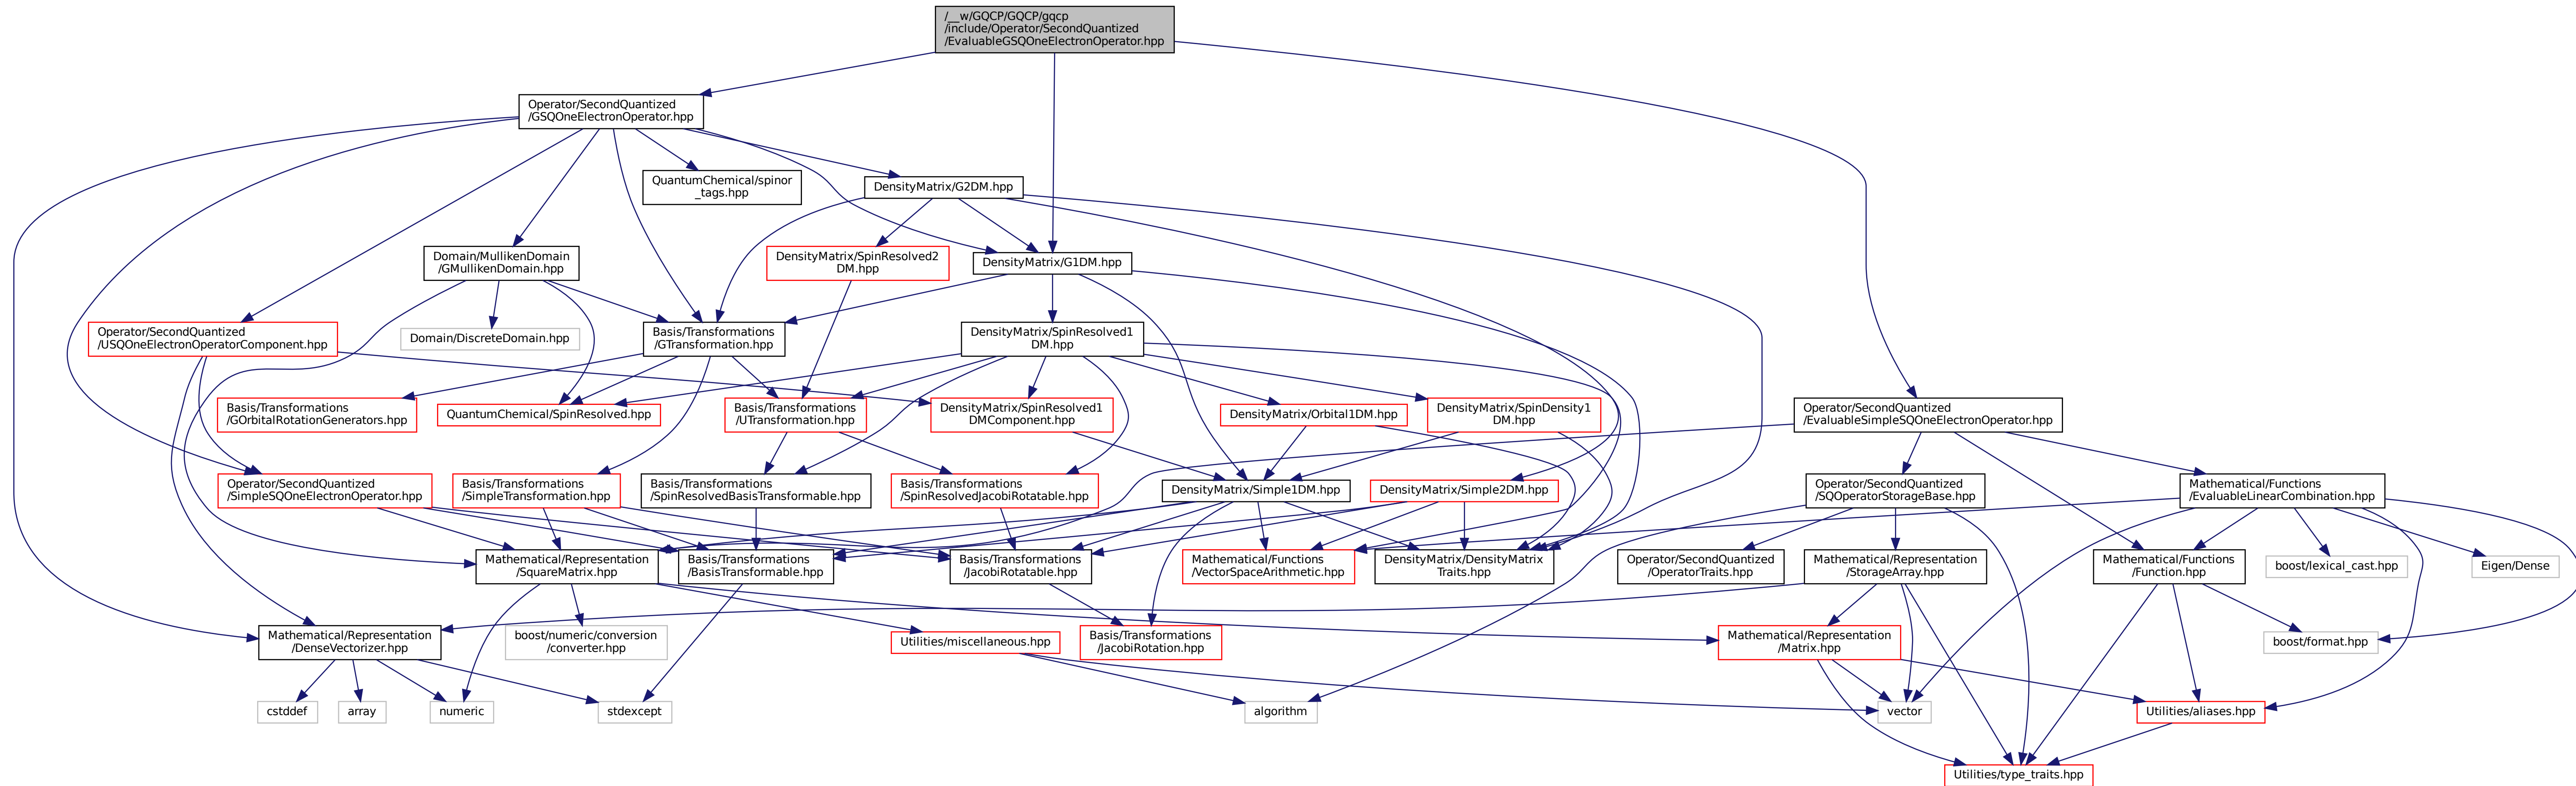 /__w/GQCP/GQCP/gqcp
/include/Operator/SecondQuantized
/EvaluableGSQOneElectronOperator.hpp
Operator/SecondQuantized
/GSQOneElectronOperator.hpp
QuantumChemical/spinor
_tags.hpp
DensityMatrix/G2DM.hpp
Domain/MullikenDomain
/GMullikenDomain.hpp
DensityMatrix/SpinResolved2
DM.hpp
DensityMatrix/G1DM.hpp
Operator/SecondQuantized
/USQOneElectronOperatorComponent.hpp
Domain/DiscreteDomain.hpp
Basis/Transformations
/GTransformation.hpp
DensityMatrix/SpinResolved1
DM.hpp
Basis/Transformations
/GOrbitalRotationGenerators.hpp
QuantumChemical/SpinResolved.hpp
Basis/Transformations
/UTransformation.hpp
DensityMatrix/SpinResolved1
DMComponent.hpp
DensityMatrix/Orbital1DM.hpp
DensityMatrix/SpinDensity1
DM.hpp
Operator/SecondQuantized
/EvaluableSimpleSQOneElectronOperator.hpp
Operator/SecondQuantized
/SimpleSQOneElectronOperator.hpp
Basis/Transformations
/SimpleTransformation.hpp
Basis/Transformations
/SpinResolvedBasisTransformable.hpp
Basis/Transformations
/SpinResolvedJacobiRotatable.hpp
DensityMatrix/Simple1DM.hpp
DensityMatrix/Simple2DM.hpp
Operator/SecondQuantized
/SQOperatorStorageBase.hpp
Mathematical/Functions
/EvaluableLinearCombination.hpp
Mathematical/Representation
/SquareMatrix.hpp
Basis/Transformations
/BasisTransformable.hpp
Basis/Transformations
/JacobiRotatable.hpp
Mathematical/Functions
/VectorSpaceArithmetic.hpp
DensityMatrix/DensityMatrix
Traits.hpp
Operator/SecondQuantized
/OperatorTraits.hpp
Mathematical/Representation
/StorageArray.hpp
Mathematical/Functions
/Function.hpp
boost/lexical_cast.hpp
Eigen/Dense
Mathematical/Representation
/DenseVectorizer.hpp
boost/numeric/conversion
/converter.hpp
Utilities/miscellaneous.hpp
Basis/Transformations
/JacobiRotation.hpp
Mathematical/Representation
/Matrix.hpp
boost/format.hpp
cstddef
array
numeric
stdexcept
algorithm
vector
Utilities/aliases.hpp
Utilities/type_traits.hpp